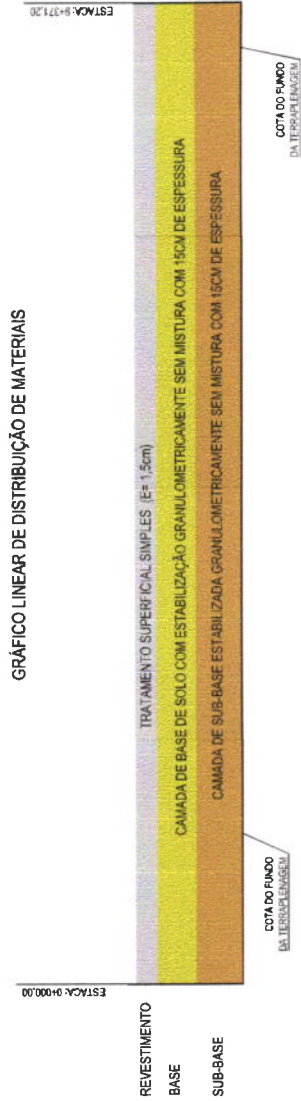 GRÁFICO LINEAR DE DISTRIBUIÇÃO DE MATERIAIS
ESTACA: 0+000,00
ESTACA: 9+371,20
REVESTIMENTO
TRATAMENTO SUPERFICIAL SIMPLES (E= 1,5cm)
BASE
CAMADA DE BASE DE SOLO COM ESTABILIZAÇÃO GRANULOMETRICAMENTE SEM MISTURA COM 15CM DE ESPESSURA
SUB-BASE
CAMADA DE SUB-BASE ESTABILIZADA GRANULOMETRICAMENTE SEM MISTURA COM 15CM DE ESPESSURA
COTA DO FUNDO
DA TERRAPLENAGEM
COTA DO FUNDO
DA TERRAPLENAGEM